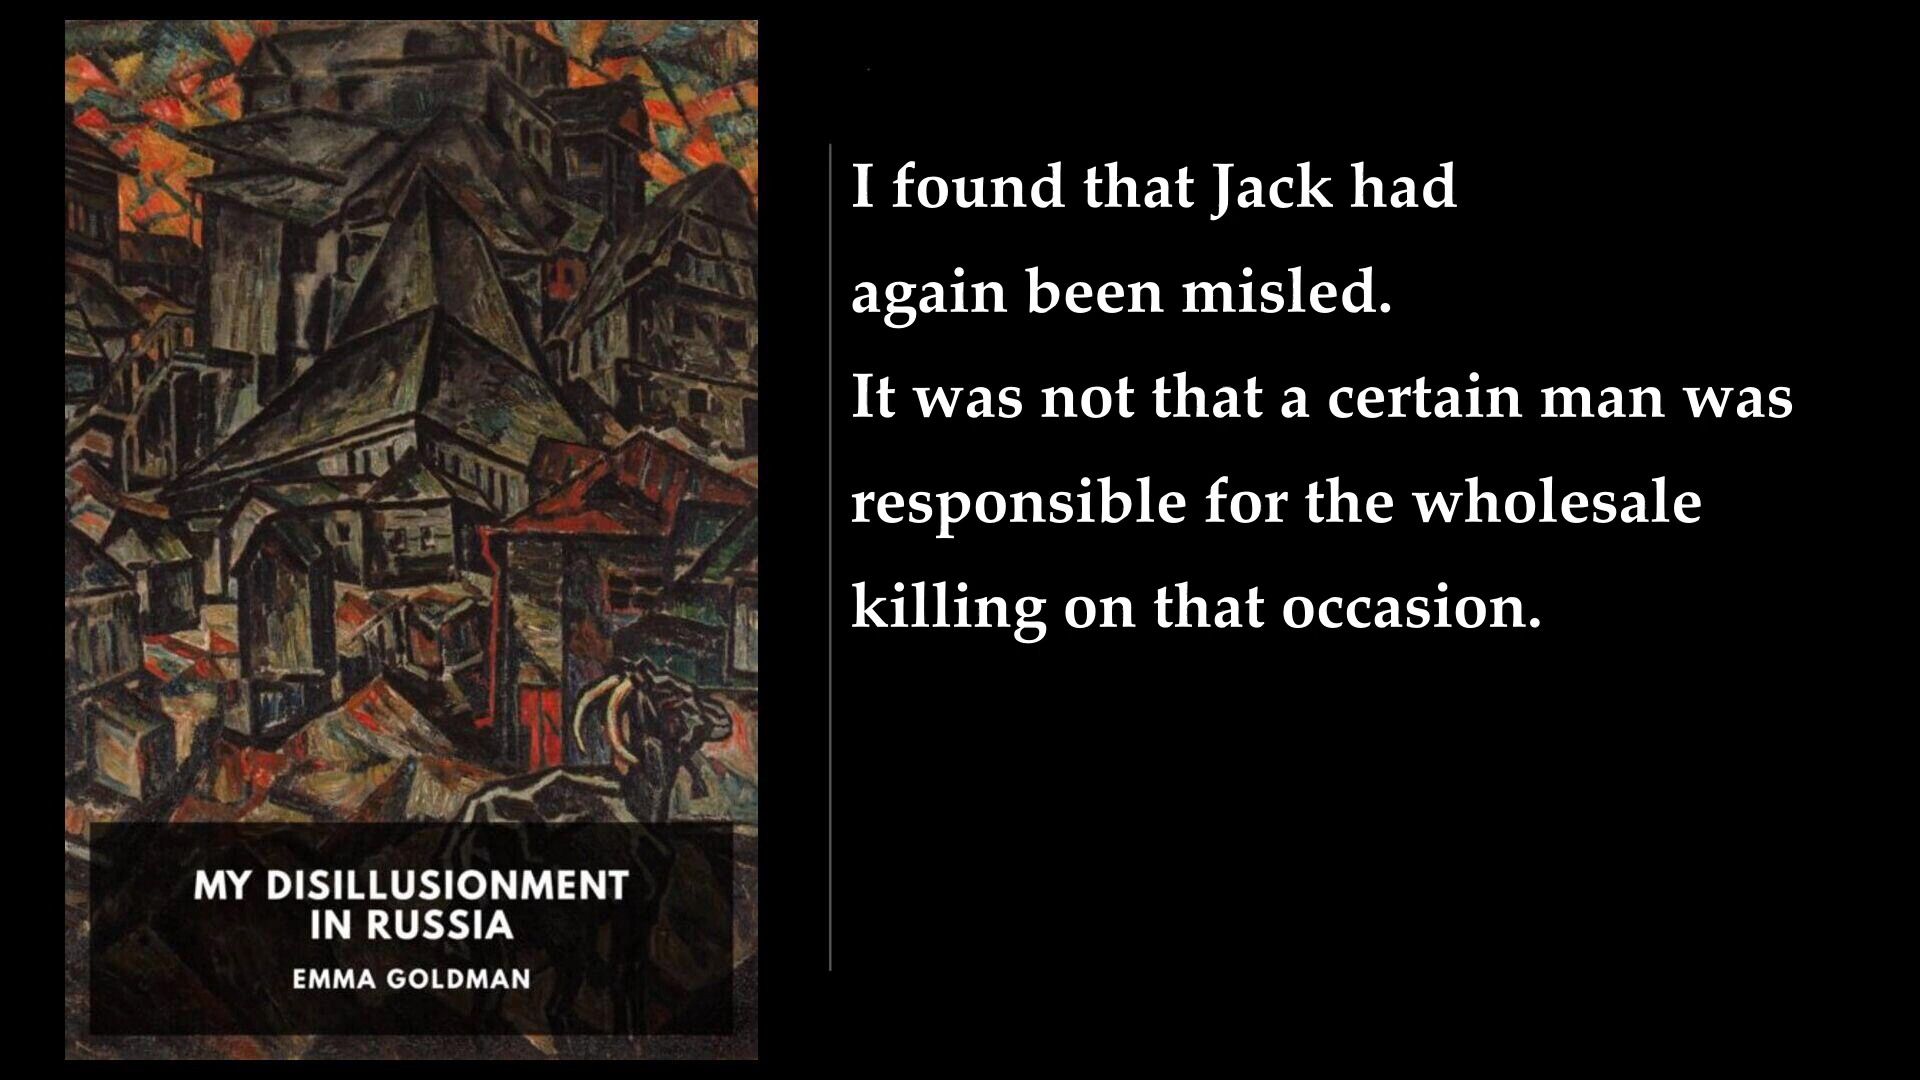 I found that Jack had
again been misled.
It was not that a certain man was
responsible for the wholesale
killing on that occasion.
MY DISILLUSIONMENT
IN RUSSIA
EMMA GOLDMAN